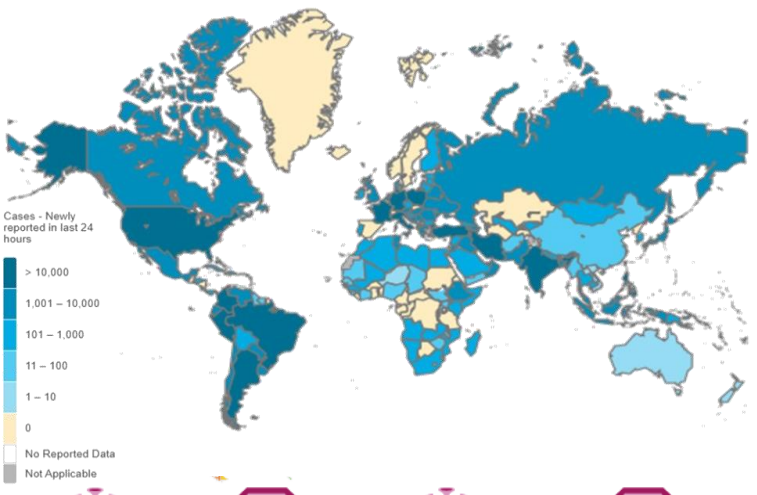 Cases - Newly
reported in last 24
hours
> 10,000
1,001 – 10,000
101 – 1,000
11 – 100
1 – 10
0
No Reported Data
Not Applicable